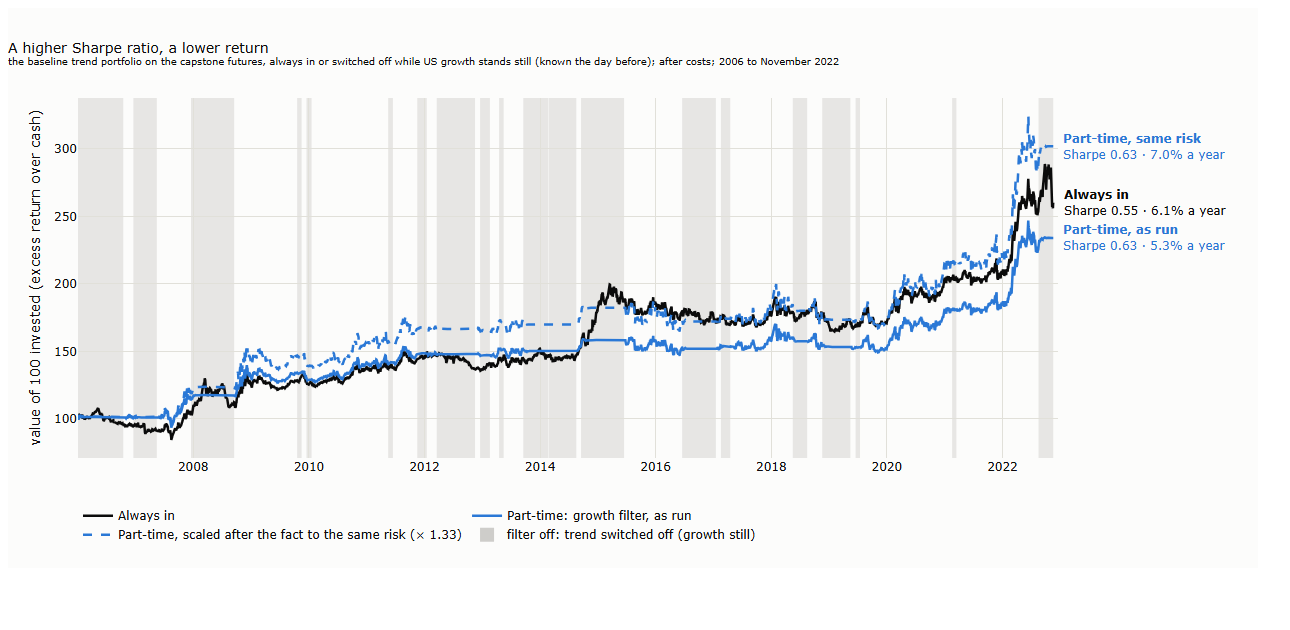 A higher Sharpe ratio, a lower return
the baseline trend portfolio on the capstone futures, always in or switched off while US growth stands still (known the day before); after costs; 2006 to November 2022
value of 100 invested (excess return over cash)
300
250
200
150
100
2008 2010 2012 2014 2016 2018 2020 2022
Part-time, same risk
Sharpe 0.63 · 7.0% a year
Always in
Sharpe 0.55 · 6.1% a year
Part-time, as run
Sharpe 0.63 · 5.3% a year
Always in
Part-time: growth filter, as run
Part-time, scaled after the fact to the same risk (× 1.33)
filter off: trend switched off (growth still)